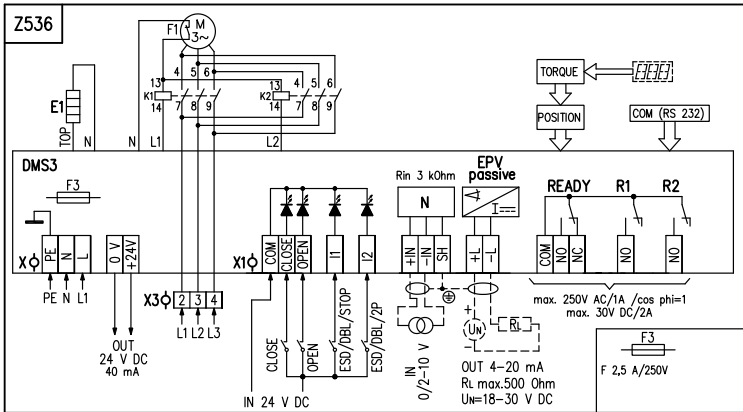 Z536
F1
M
3~
13
4
5
6
K1
14
7
8
9
13
4
5
6
K2
14
7
8
9
E1
TOP
N
N
L1
L2
TORQUE
POSITION
COM (RS 232)
DMS3
F3
Rin 3 kOhm
N
EPV
passive
I
READY
R1
R2
X
PE
N
L
0 V
+24V
X1
COM
CLOSE
OPEN
I1
I2
+IN
-IN
SH
+L
-L
COM
NO
NC
NO
NO
PE N L1
X3
2
3
4
L1 L2 L3
OUT
24 V DC
40 mA
CLOSE
OPEN
ESD/DBL/STOP
ESD/DBL/2P
IN 24 V DC
IN
0/2-10 V
+
UN
-
RL
OUT 4-20 mA
RL max.500 Ohm
UN=18-30 V DC
max. 250V AC/1A /cos phi=1
max. 30V DC/2A
F3
F 2,5 A/250V